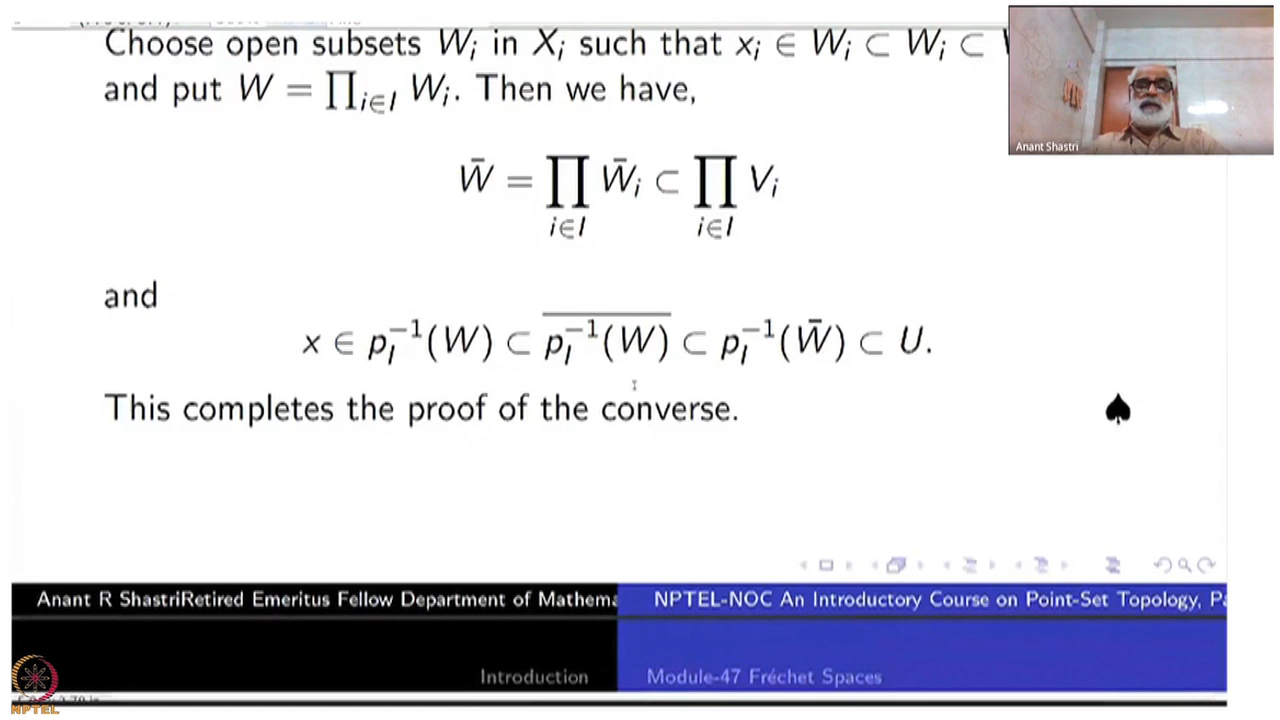 Choose open subsets Wᵢ in Xᵢ such that xᵢ ∈ Wᵢ ⊂ W̄ᵢ ⊂
and put W = ∏_{i∈I} Wᵢ. Then we have,
W̄ = ∏_{i∈I} W̄ᵢ ⊂ ∏_{i∈I} Vᵢ
and
x ∈ p_I^{-1}(W) ⊂ \overline{p_I^{-1}(W)} ⊂ p_I^{-1}(W̄) ⊂ U.
This completes the proof of the converse.
♠
Anant Shastri
Anant R ShastriRetired Emeritus Fellow Department of Mathema
NPTEL-NOC An Introductory Course on Point-Set Topology, Pa
Introduction
Module-47 Fréchet Spaces
NPTEL